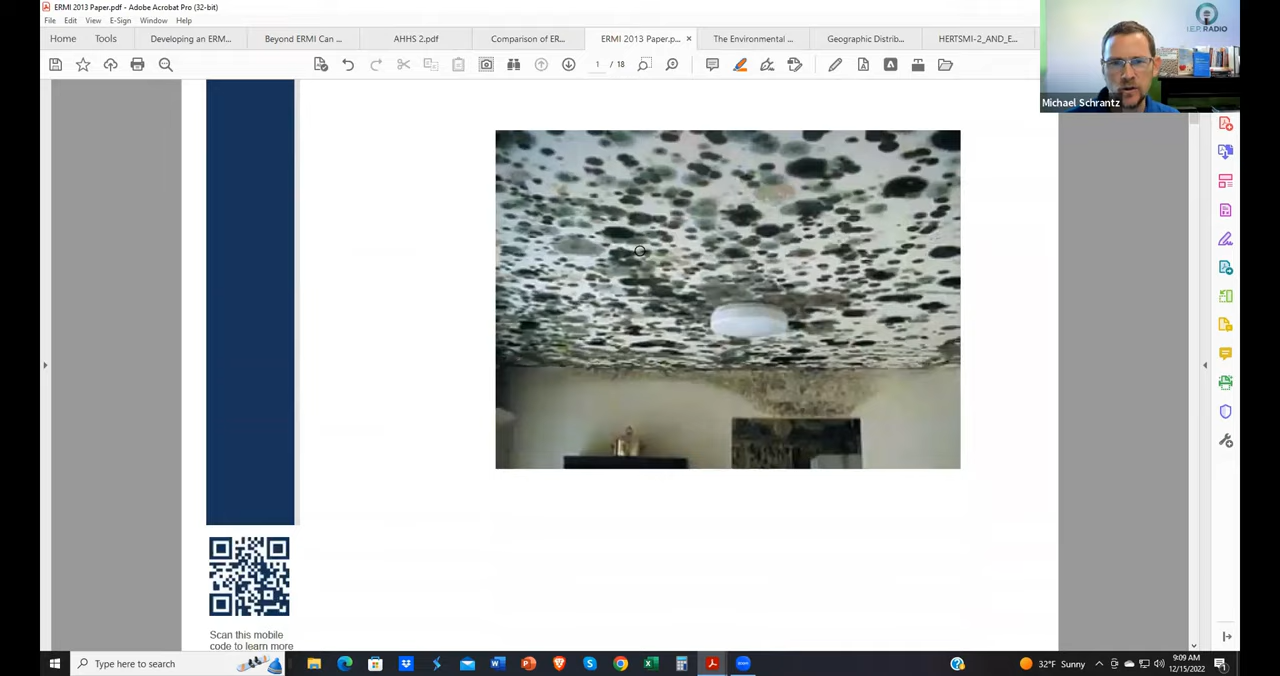 ERMI 2013 Paper.pdf - Adobe Acrobat Pro (32-bit)
File Edit View E-Sign Window Help
Home Tools Developing an ERM... Beyond ERMI Can ... AHHS 2.pdf Comparison of ER... ERMI 2013 Paper.p... × The Environmental ... Geographic Distrib... HERTSMI-2_AND_E...
1 / 18
I.E.P. RADIO
Michael Schrantz
Scan this mobile
code to learn more
Type here to search
32°F Sunny
9:09 AM
12/15/2022